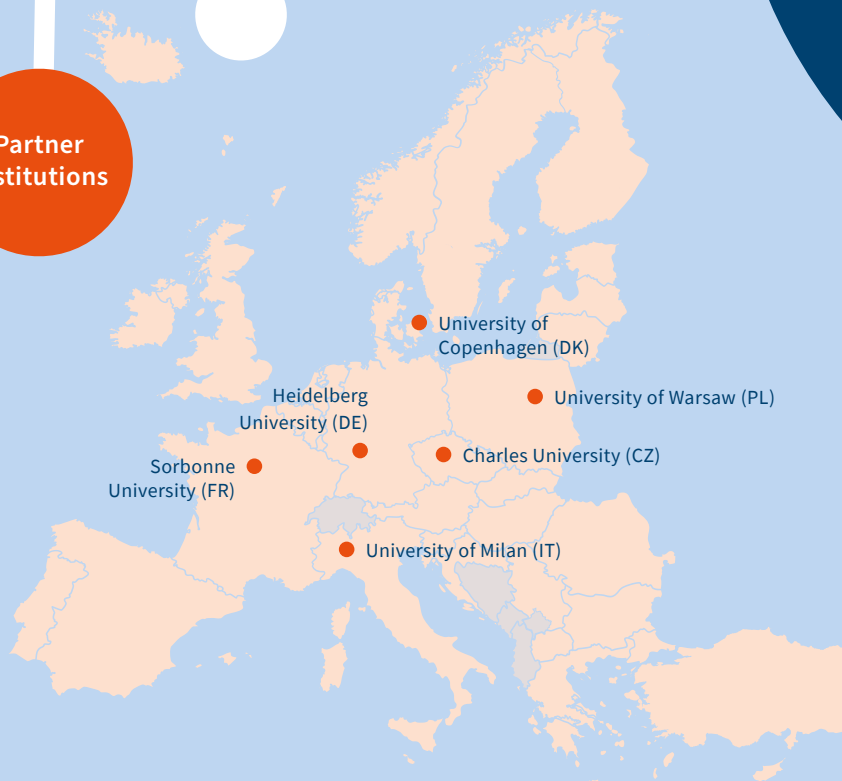 Partner
stitutions
University of
Copenhagen (DK)
Heidelberg
University (DE)
University of Warsaw (PL)
Sorbonne
University (FR)
Charles University (CZ)
University of Milan (IT)